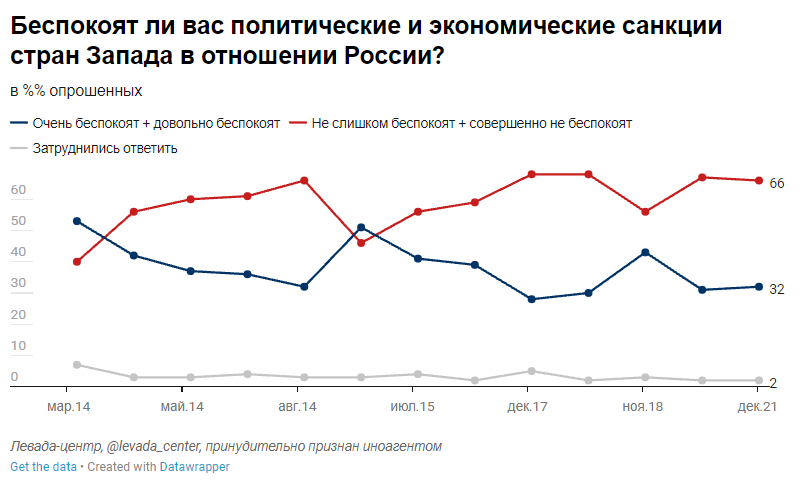 Беспокоят ли вас политические и экономические санкции
стран Запада в отношении России?
в %% опрошенных
Очень беспокоят + довольно беспокоят
Не слишком беспокоят + совершенно не беспокоят
Затруднились ответить
60
50
40
30
20
10
0
66
32
2
мар.14
май.14
авг.14
июл.15
дек.17
ноя.18
дек.21
Левада-центр, @levada_center, принудительно признан иноагентом
Get the data • Created with Datawrapper